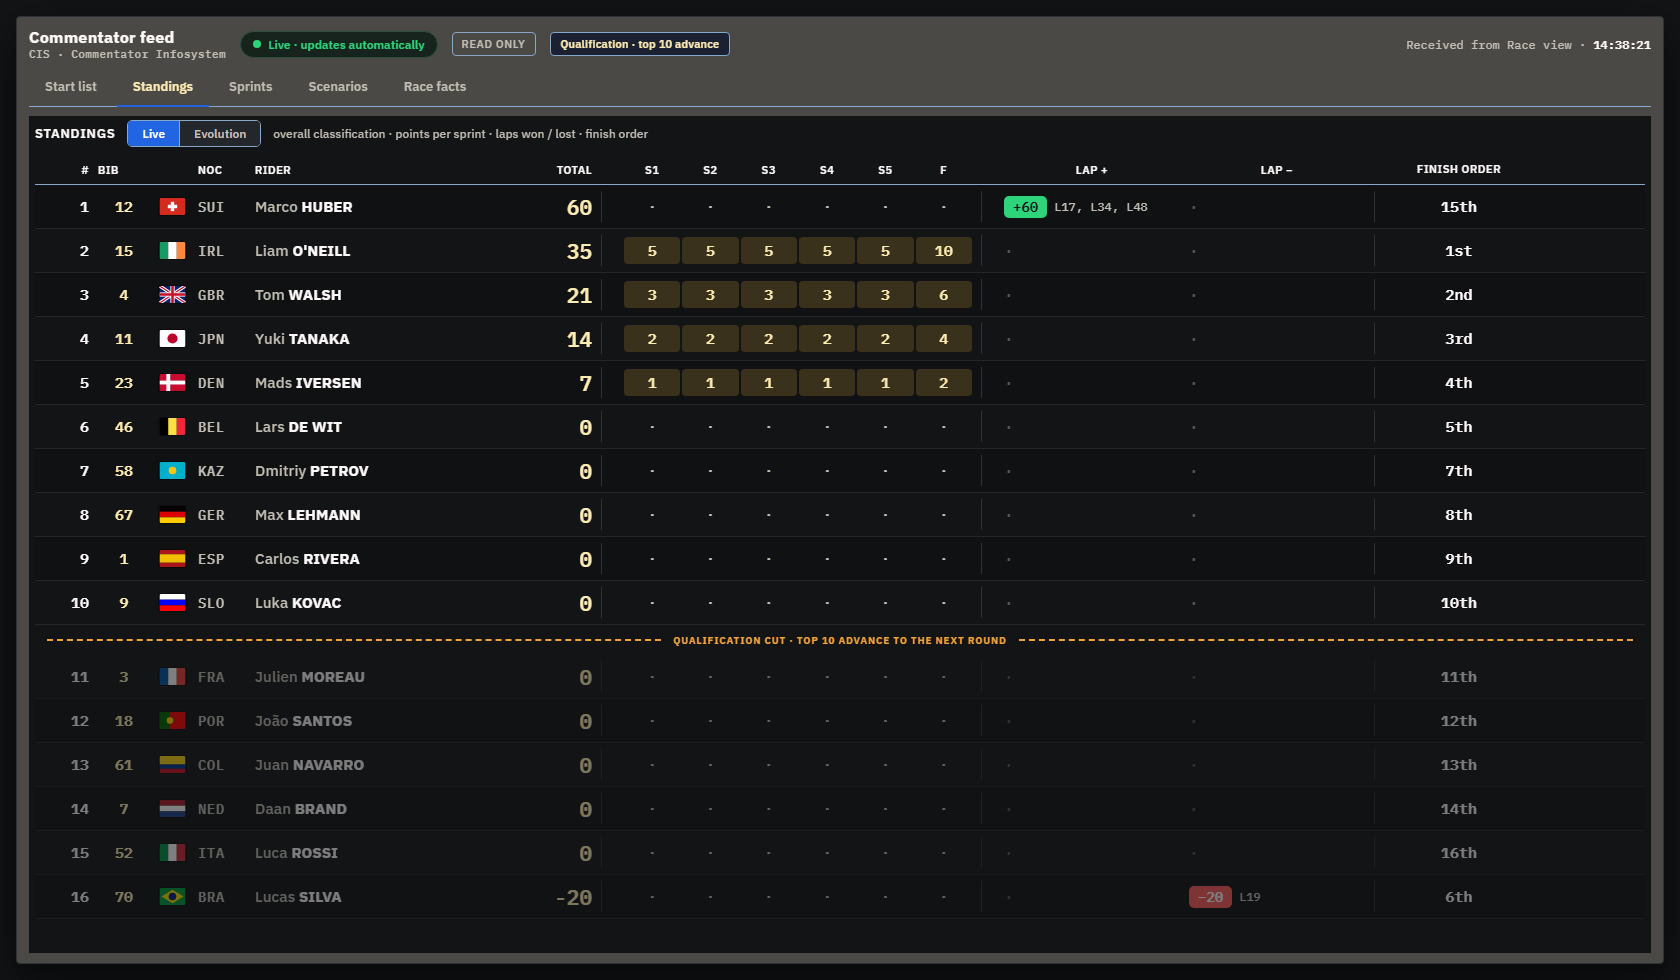 Commentator feed
CIS · Commentator Infosystem
Live · updates automatically
READ ONLY
Qualification · top 10 advance
Received from Race view · 14:38:21
Start list Standings Sprints Scenarios Race facts
STANDINGS Live Evolution overall classification · points per sprint · laps won / lost · finish order
# BIB NOC RIDER TOTAL S1 S2 S3 S4 S5 F LAP + LAP − FINISH ORDER
1 12 SUI Marco HUBER 60 · · · · · · +60 L17, L34, L48 · 15th
2 15 IRL Liam O'NEILL 35 5 5 5 5 5 10 · · 1st
3 4 GBR Tom WALSH 21 3 3 3 3 3 6 · · 2nd
4 11 JPN Yuki TANAKA 14 2 2 2 2 2 4 · · 3rd
5 23 DEN Mads IVERSEN 7 1 1 1 1 1 2 · · 4th
6 46 BEL Lars DE WIT 0 · · · · · · · · 5th
7 58 KAZ Dmitriy PETROV 0 · · · · · · · · 7th
8 67 GER Max LEHMANN 0 · · · · · · · · 8th
9 1 ESP Carlos RIVERA 0 · · · · · · · · 9th
10 9 SLO Luka KOVAC 0 · · · · · · · · 10th
QUALIFICATION CUT · TOP 10 ADVANCE TO THE NEXT ROUND
11 3 FRA Julien MOREAU 0 · · · · · · · · 11th
12 18 POR João SANTOS 0 · · · · · · · · 12th
13 61 COL Juan NAVARRO 0 · · · · · · · · 13th
14 7 NED Daan BRAND 0 · · · · · · · · 14th
15 52 ITA Luca ROSSI 0 · · · · · · · · 16th
16 70 BRA Lucas SILVA -20 · · · · · · · −20 L19 6th